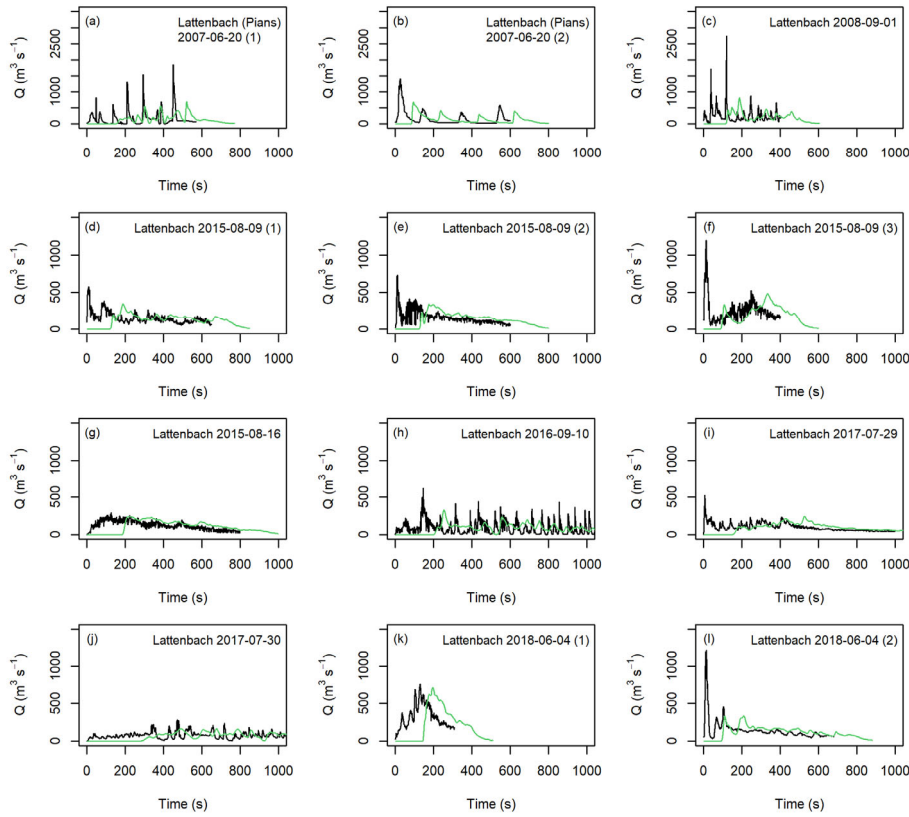 (a) Lattenbach (Pians)
2007-06-20 (1)
Q (m³ s⁻¹)
0 1000 2500
0 200 400 600 800 1000
Time (s)
(b) Lattenbach (Pians)
2007-06-20 (2)
Q (m³ s⁻¹)
0 1000 2500
0 200 400 600 800 1000
Time (s)
(c) Lattenbach 2008-09-01
Q (m³ s⁻¹)
0 1000 2500
0 200 400 600 800 1000
Time (s)
(d) Lattenbach 2015-08-09 (1)
Q (m³ s⁻¹)
0 500 1000
0 200 400 600 800 1000
Time (s)
(e) Lattenbach 2015-08-09 (2)
Q (m³ s⁻¹)
0 500 1000
0 200 400 600 800 1000
Time (s)
(f) Lattenbach 2015-08-09 (3)
Q (m³ s⁻¹)
0 500 1000
0 200 400 600 800 1000
Time (s)
(g) Lattenbach 2015-08-16
Q (m³ s⁻¹)
0 500 1000
0 200 400 600 800 1000
Time (s)
(h) Lattenbach 2016-09-10
Q (m³ s⁻¹)
0 500 1000
0 200 400 600 800 1000
Time (s)
(i) Lattenbach 2017-07-29
Q (m³ s⁻¹)
0 500 1000
0 200 400 600 800 1000
Time (s)
(j) Lattenbach 2017-07-30
Q (m³ s⁻¹)
0 500 1000
0 200 400 600 800 1000
Time (s)
(k) Lattenbach 2018-06-04 (1)
Q (m³ s⁻¹)
0 500 1000
0 200 400 600 800 1000
Time (s)
(l) Lattenbach 2018-06-04 (2)
Q (m³ s⁻¹)
0 500 1000
0 200 400 600 800 1000
Time (s)